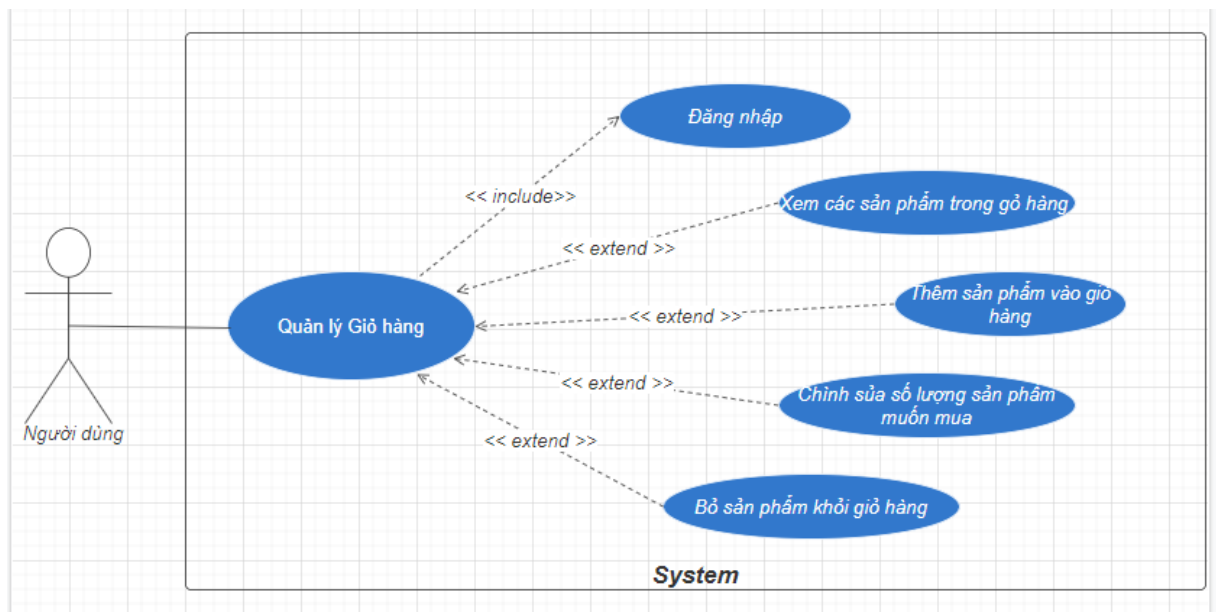 Đăng nhập
<< include>>
Xem các sản phẩm trong gỏ hàng
<< extend >>
Thêm sản phẩm vào giỏ
hàng
<< extend >>
Quản lý Giỏ hàng
<< extend >>
Chỉnh sủa số lượng sản phẩm
muốn mua
Người dùng
<< extend >>
Bỏ sản phẩm khỏi giỏ hàng
System